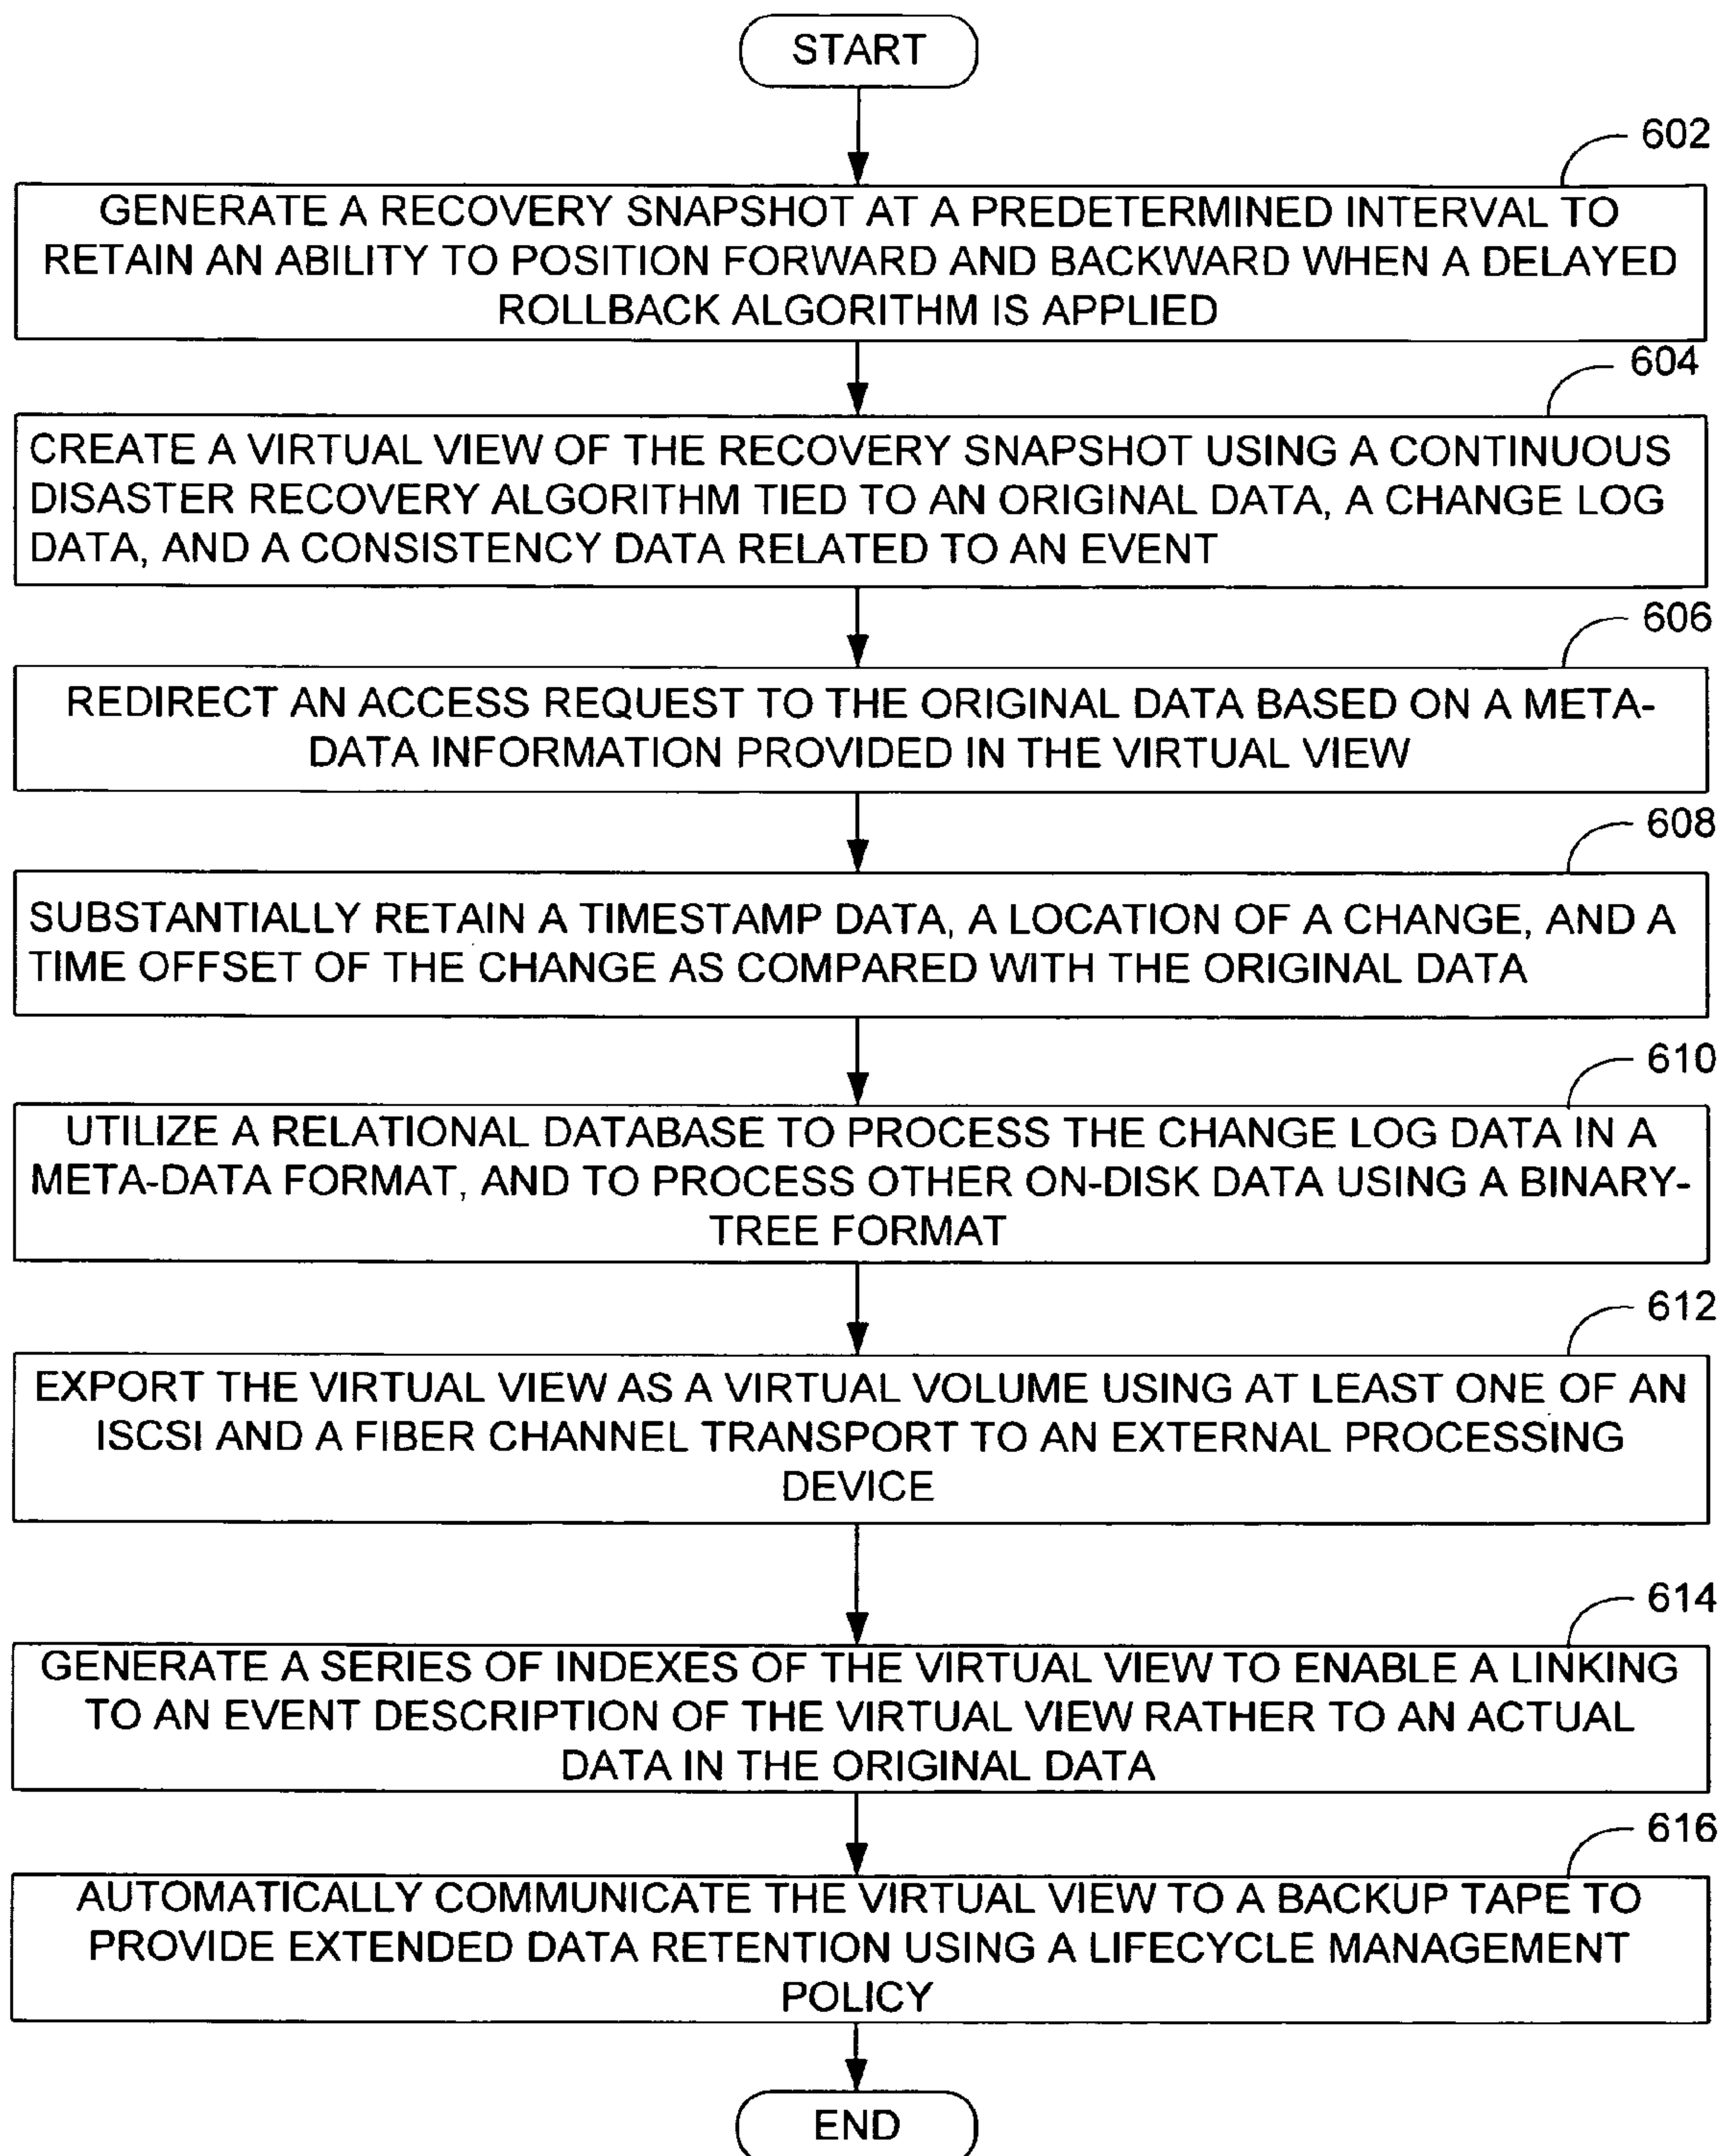 START
602
GENERATE A RECOVERY SNAPSHOT AT A PREDETERMINED INTERVAL TO
RETAIN AN ABILITY TO POSITION FORWARD AND BACKWARD WHEN A DELAYED
ROLLBACK ALGORITHM IS APPLIED
604
CREATE A VIRTUAL VIEW OF THE RECOVERY SNAPSHOT USING A CONTINUOUS
DISASTER RECOVERY ALGORITHM TIED TO AN ORIGINAL DATA, A CHANGE LOG
DATA, AND A CONSISTENCY DATA RELATED TO AN EVENT
606
REDIRECT AN ACCESS REQUEST TO THE ORIGINAL DATA BASED ON A META-
DATA INFORMATION PROVIDED IN THE VIRTUAL VIEW
608
SUBSTANTIALLY RETAIN A TIMESTAMP DATA, A LOCATION OF A CHANGE, AND A
TIME OFFSET OF THE CHANGE AS COMPARED WITH THE ORIGINAL DATA
610
UTILIZE A RELATIONAL DATABASE TO PROCESS THE CHANGE LOG DATA IN A
META-DATA FORMAT, AND TO PROCESS OTHER ON-DISK DATA USING A BINARY-
TREE FORMAT
612
EXPORT THE VIRTUAL VIEW AS A VIRTUAL VOLUME USING AT LEAST ONE OF AN
ISCSI AND A FIBER CHANNEL TRANSPORT TO AN EXTERNAL PROCESSING
DEVICE
614
GENERATE A SERIES OF INDEXES OF THE VIRTUAL VIEW TO ENABLE A LINKING
TO AN EVENT DESCRIPTION OF THE VIRTUAL VIEW RATHER TO AN ACTUAL
DATA IN THE ORIGINAL DATA
616
AUTOMATICALLY COMMUNICATE THE VIRTUAL VIEW TO A BACKUP TAPE TO
PROVIDE EXTENDED DATA RETENTION USING A LIFECYCLE MANAGEMENT
POLICY
END